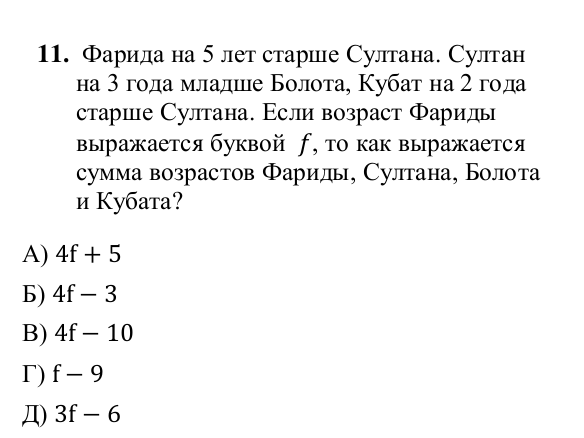 11. Фарида на 5 лет старше Султана. Султан
на 3 года младше Болота, Кубат на 2 года
старше Султана. Если возраст Фариды
выражается буквой f, то как выражается
сумма возрастов Фариды, Султана, Болота
и Кубата?
А) 4f + 5
Б) 4f − 3
В) 4f − 10
Г) f − 9
Д) 3f − 6